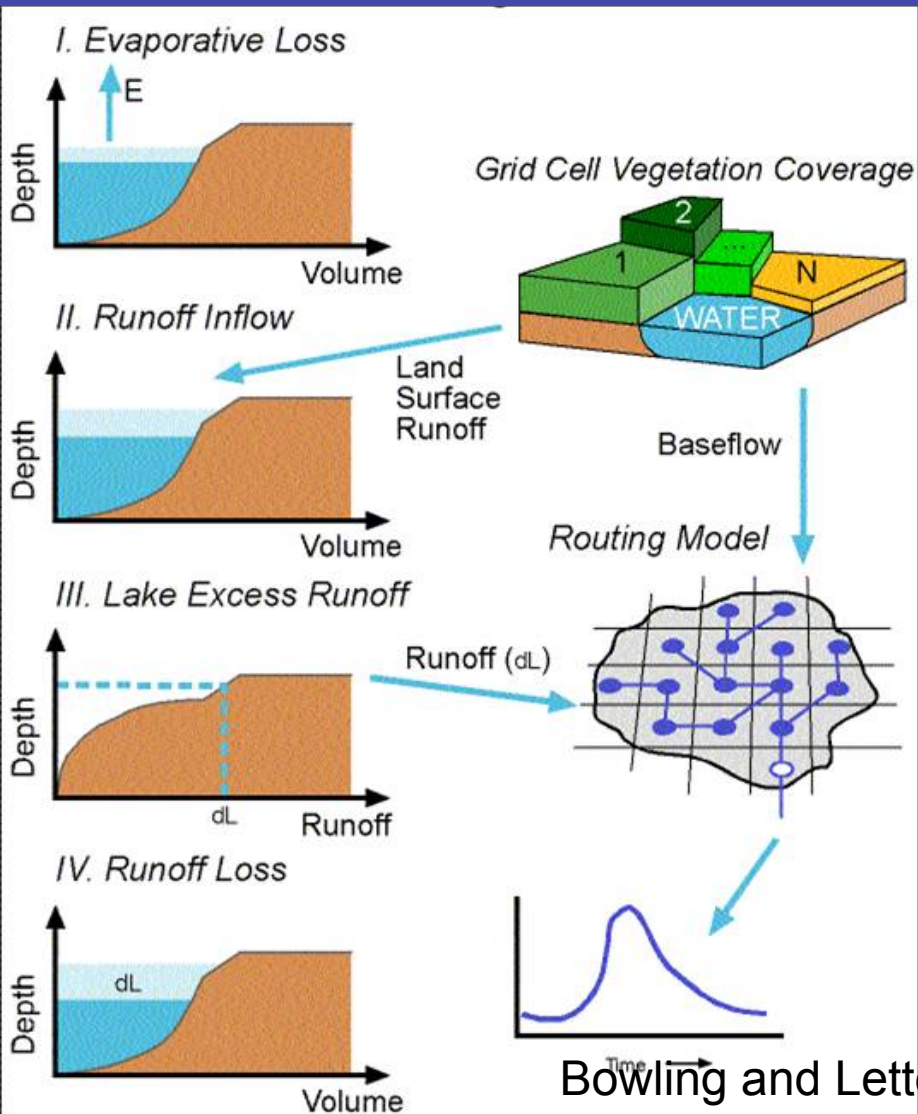 I. Evaporative Loss
E
Depth
Volume
Grid Cell Vegetation Coverage
1
2
...
N
WATER
II. Runoff Inflow
Land
Surface
Runoff
Depth
Volume
Baseflow
Routing Model
III. Lake Excess Runoff
Runoff (dL)
Depth
dL
Runoff
IV. Runoff Loss
dL
Depth
Volume
Time
Bowling and Lette